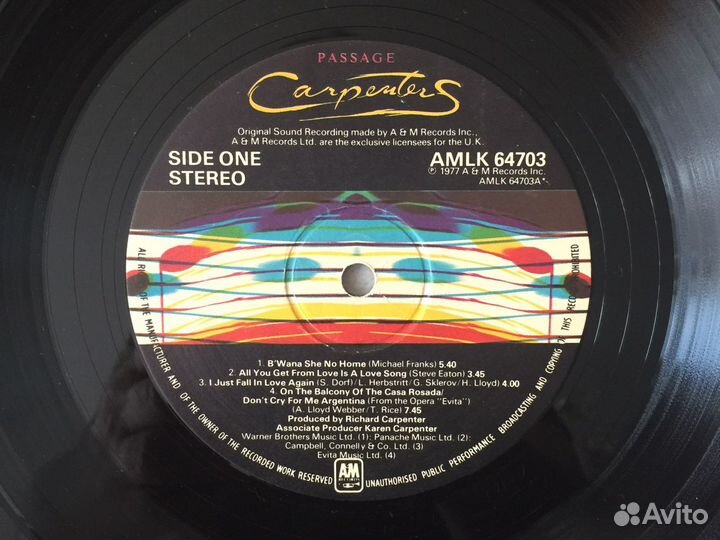 PASSAGE
Carpenters
Original Sound Recording made by A & M Records Inc.,
A & M Records Ltd. are the exclusive licensees for the U.K.
SIDE ONE
STEREO
AMLK 64703
℗ 1977 A & M Records Inc.
AMLK 64703A*
1. B'Wana She No Home (Michael Franks) 5.40
2. All You Get From Love Is A Love Song (Steve Eaton) 3.45
3. I Just Fall In Love Again (S. Dorf/L. Herbstritt/G. Sklerov/H. Lloyd) 4.00
4. On The Balcony Of The Casa Rosada/
Don't Cry For Me Argentina (From the Opera "Evita")
(A. Lloyd Webber/T. Rice) 7.45
Produced by Richard Carpenter
Associate Producer Karen Carpenter
Warner Brothers Music Ltd. (1): Panache Music Ltd. (2):
Campbell, Connelly & Co. Ltd. (3)
Evita Music Ltd. (4)
A&M
RECORDS
OF THE MANUFACTURER AND OF THE OWNER OF THE RECORDED WORK RESERVED
UNAUTHORISED PUBLIC PERFORMANCE BROADCASTING AND COPYING OF THIS RECORD PROHIBITED
Avito